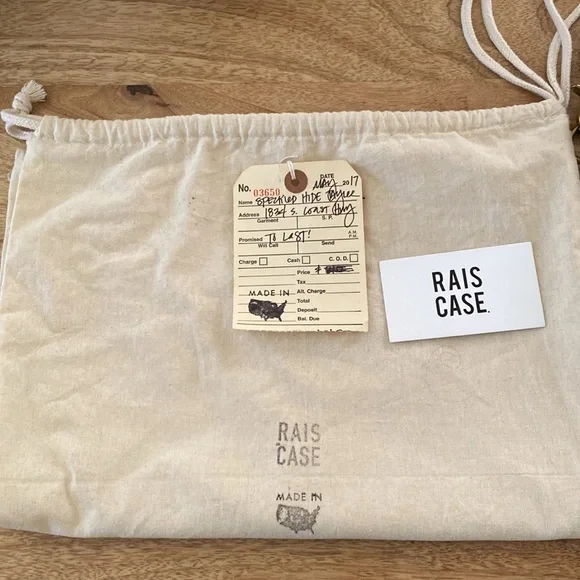 No. 03650
DATE
May 2017
Name SPECKLED HIDE
Address 1834 S. COAST HWY
Garment S. P.
Promised TO LAST! A.M. P.M.
Will Call Send
Charge Cash C. O. D.
Price $
Tax
MADE IN Alt. Charge
Total
Deposit
Bal. Due
RAIS
CASE.
RAIS
CASE
MADE IN